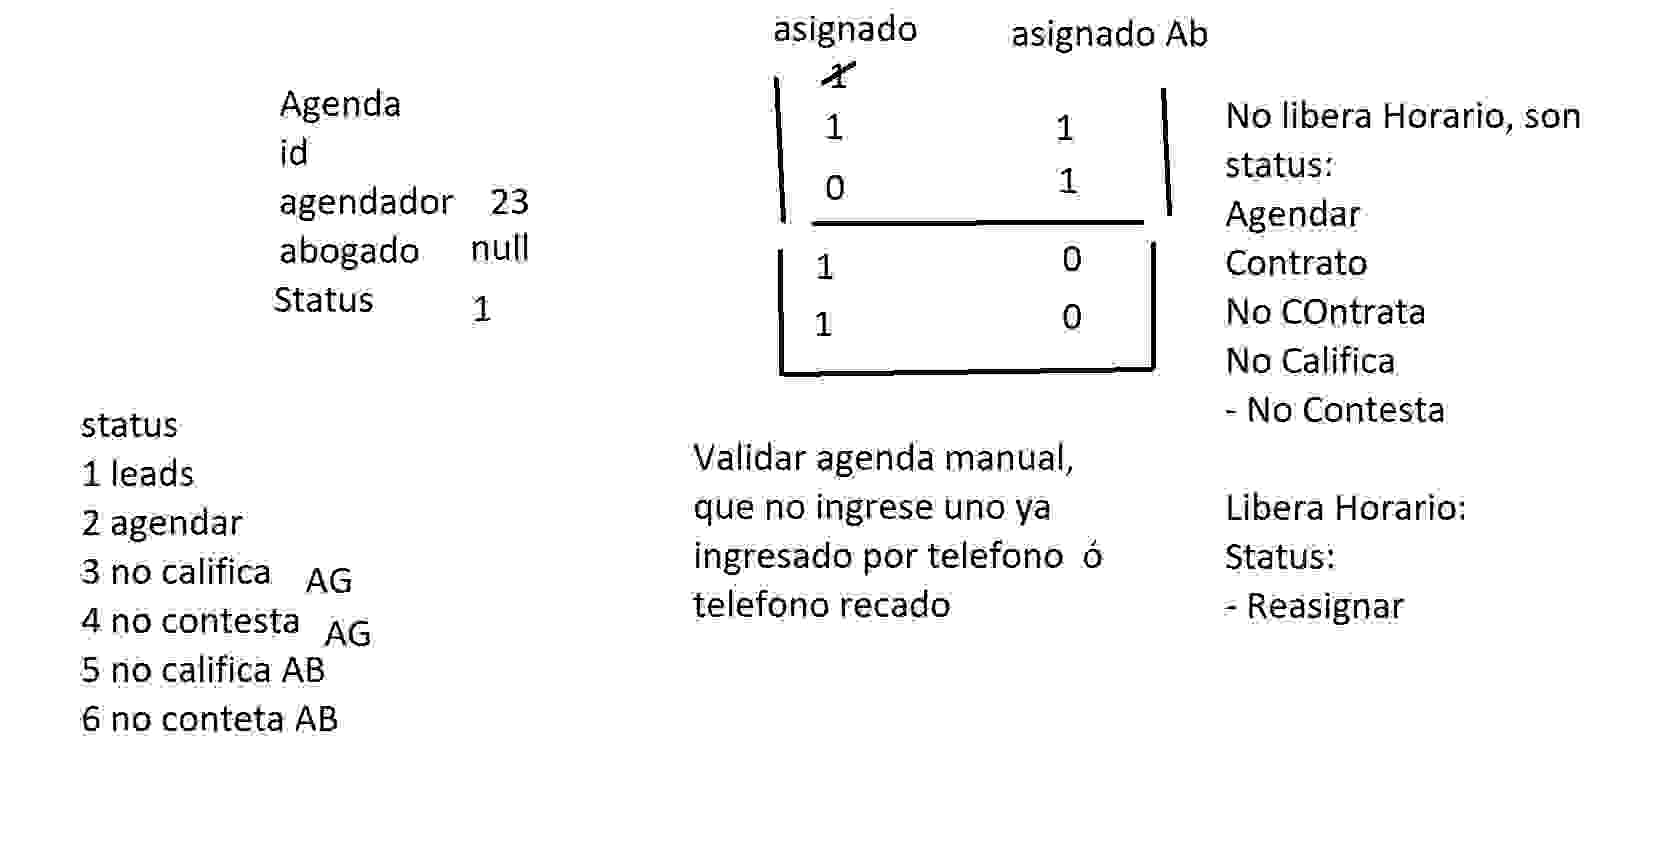 Agenda
id
agendador 23
abogado null
Status 1
status
1 leads
2 agendar
3 no califica AG
4 no contesta AG
5 no califica AB
6 no conteta AB
asignado asignado Ab
1
1 1
0 1
1 0
1 0
Validar agenda manual,
que no ingrese uno ya
ingresado por telefono ó
telefono recado
No libera Horario, son
status:
Agendar
Contrato
No COntrata
No Califica
- No Contesta
Libera Horario:
Status:
- Reasignar